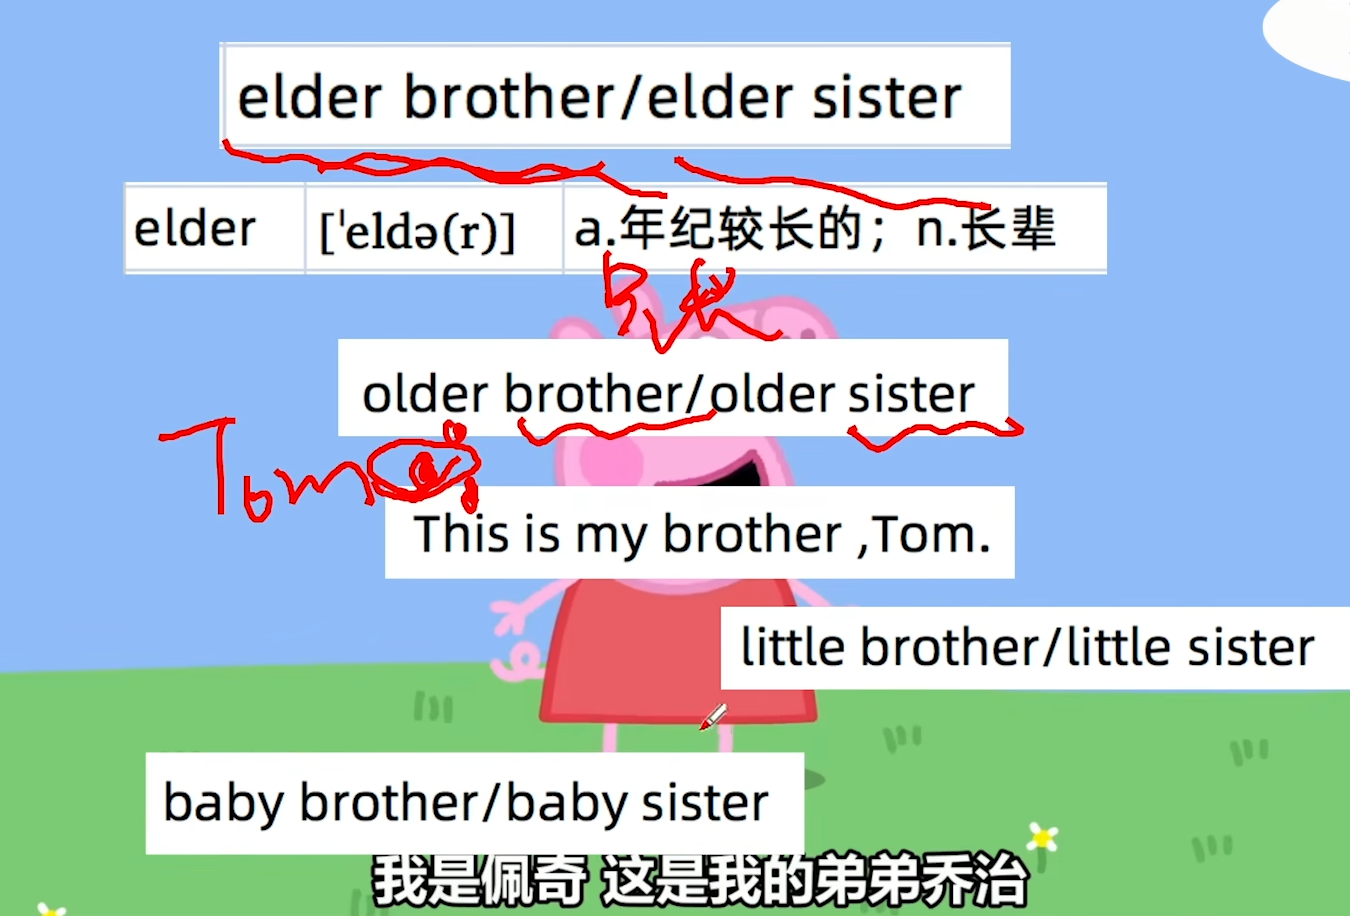 elder brother/elder sister
elder [ˈeldə(r)] a.年纪较长的；n.长辈
兄长
older brother/older sister
Tom
This is my brother ,Tom.
little brother/little sister
baby brother/baby sister
我是佩奇 这是我的弟弟乔治